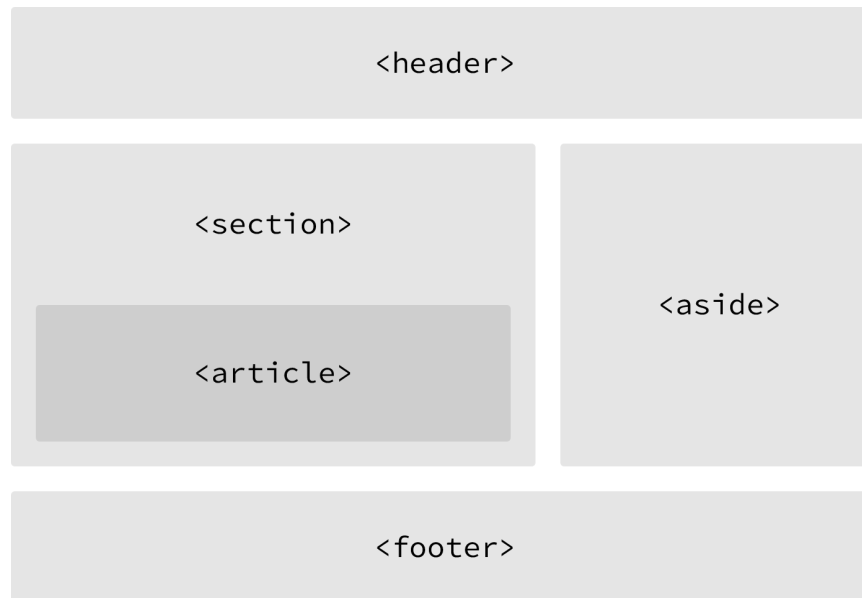 <header>
<section>
<article>
<aside>
<footer>